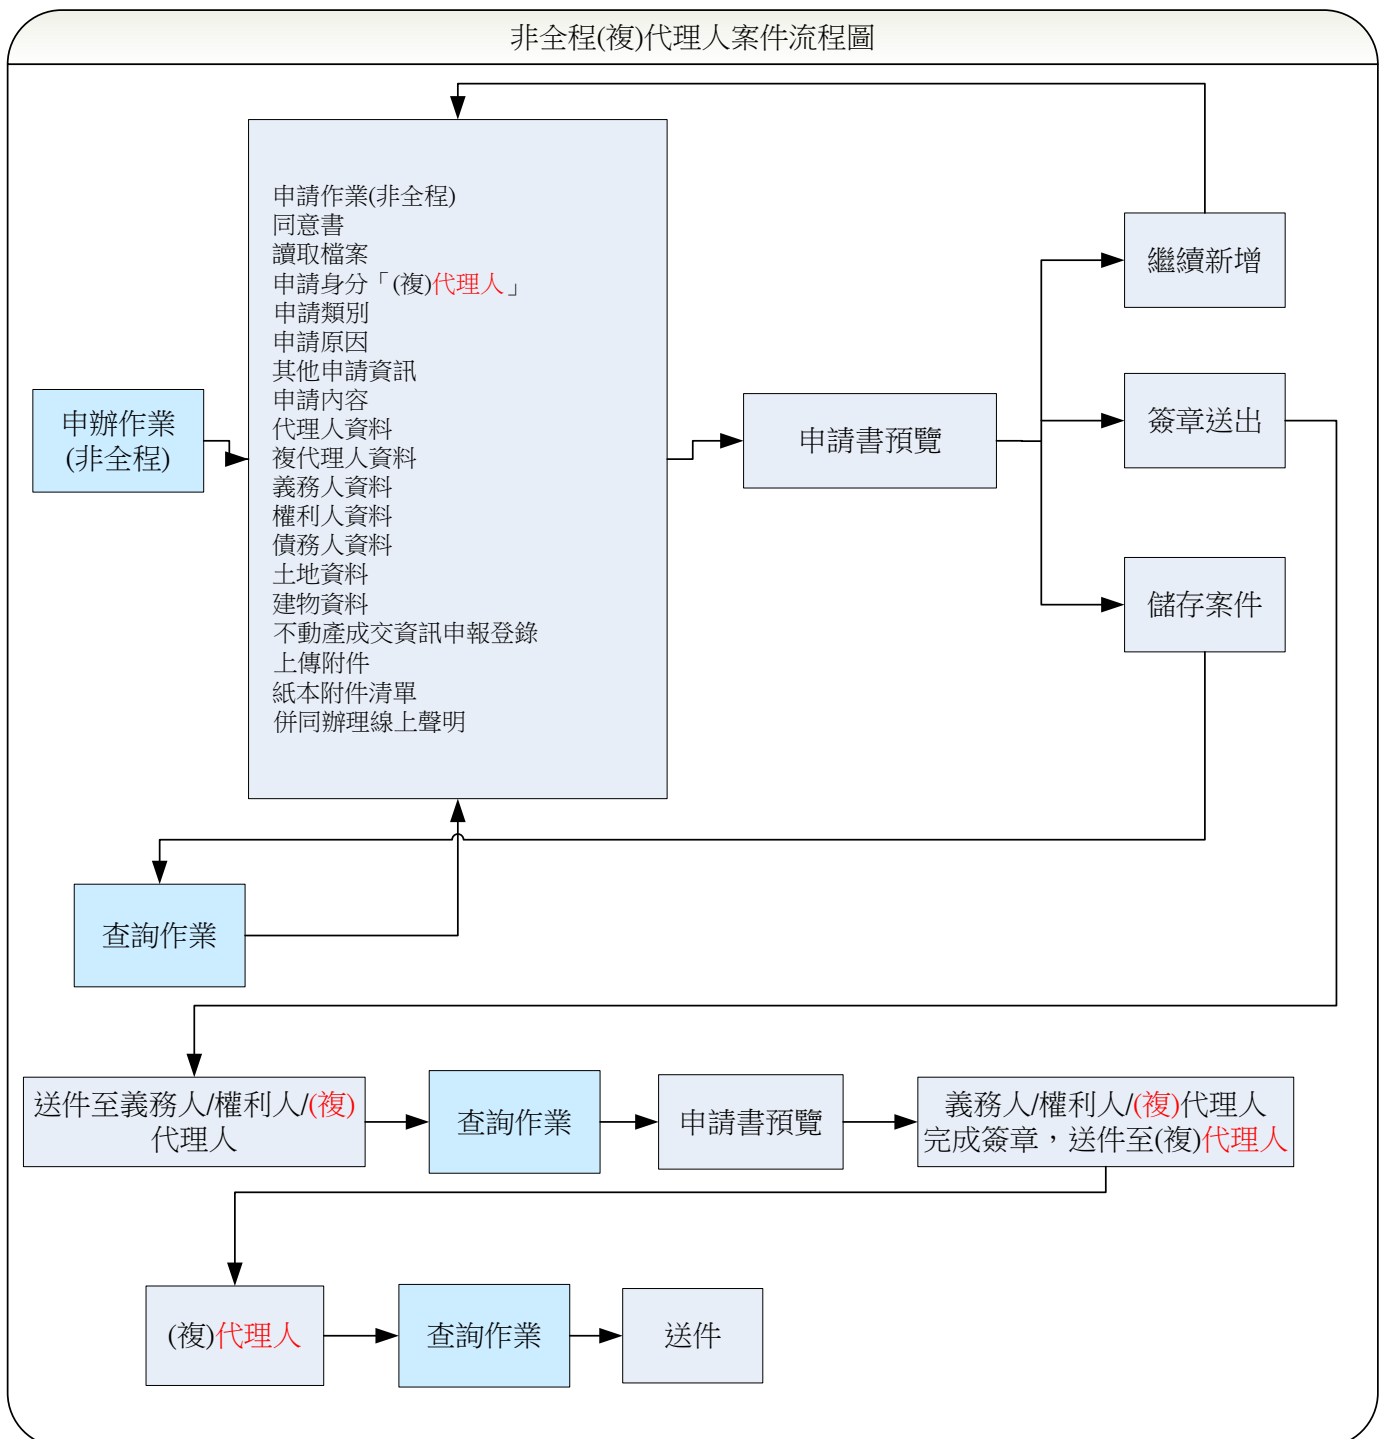 非全程(複)代理人案件流程圖
申請作業(非全程)
同意書
讀取檔案
申請身分「(複)代理人」
申請類別
申請原因
其他申請資訊
申請內容
代理人資料
複代理人資料
義務人資料
權利人資料
債務人資料
土地資料
建物資料
不動產成交資訊申報登錄
上傳附件
紙本附件清單
併同辦理線上聲明
申辦作業
(非全程)
申請書預覽
繼續新增
簽章送出
儲存案件
查詢作業
送件至義務人/權利人/(複)
代理人
查詢作業
申請書預覽
義務人/權利人/(複)代理人
完成簽章，送件至(複)代理人
(複)代理人
查詢作業
送件